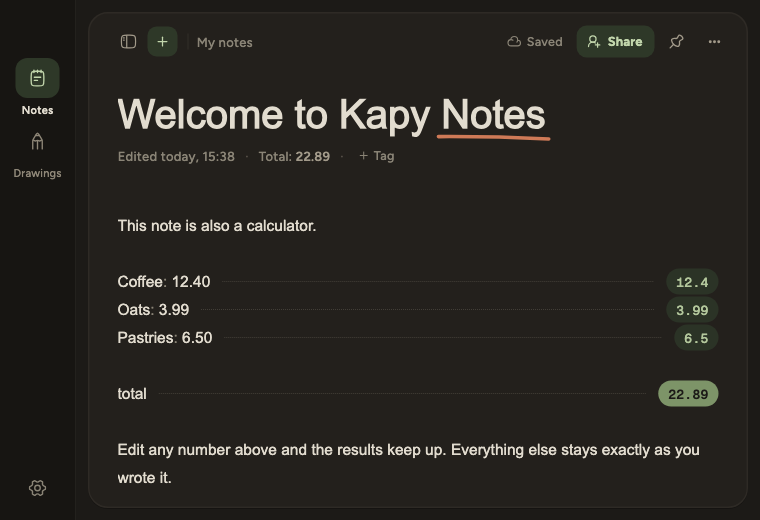 My notes
Saved
Share
Notes
Drawings
Welcome to Kapy Notes
Edited today, 15:38 · Total: 22.89 · + Tag
This note is also a calculator.
Coffee: 12.40 12.4
Oats: 3.99 3.99
Pastries: 6.50 6.5
total 22.89
Edit any number above and the results keep up. Everything else stays exactly as you
wrote it.